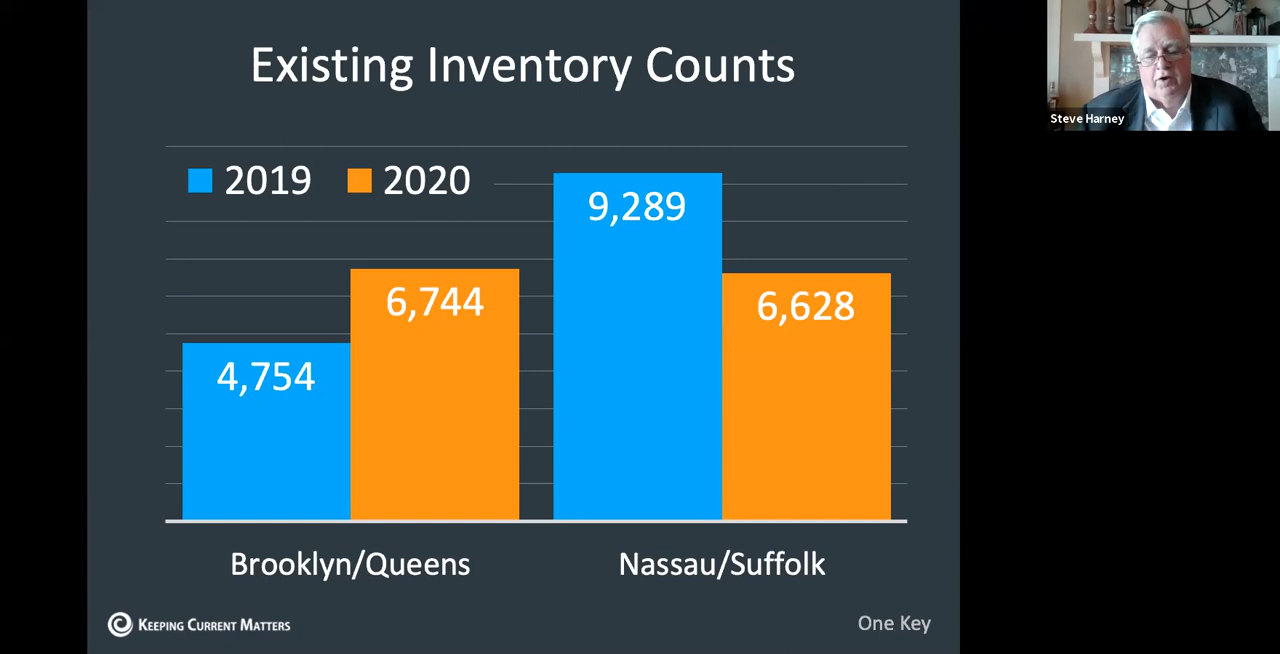 Existing Inventory Counts
2019 2020
9,289
6,744
6,628
4,754
Brooklyn/Queens Nassau/Suffolk
KEEPING CURRENT MATTERS
One Key
Steve Harney